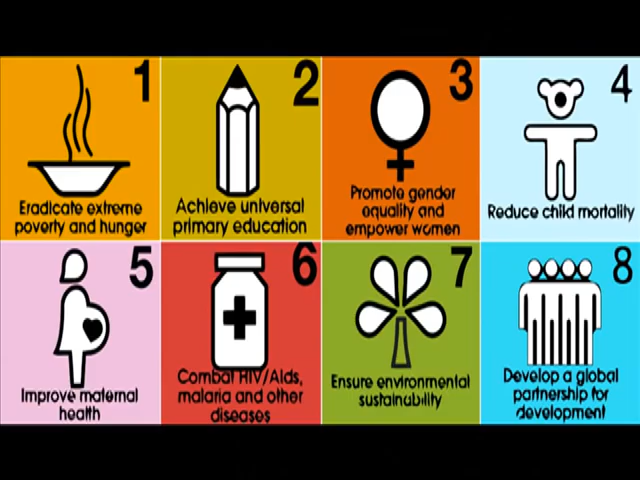 1
Eradicate extreme
poverty and hunger
2
Achieve universal
primary education
3
Promote gender
equality and
empower women
4
Reduce child mortality
5
Improve maternal
health
6
Combat HIV/Aids,
malaria and other
diseases
7
Ensure environmental
sustainability
8
Develop a global
partnership for
development